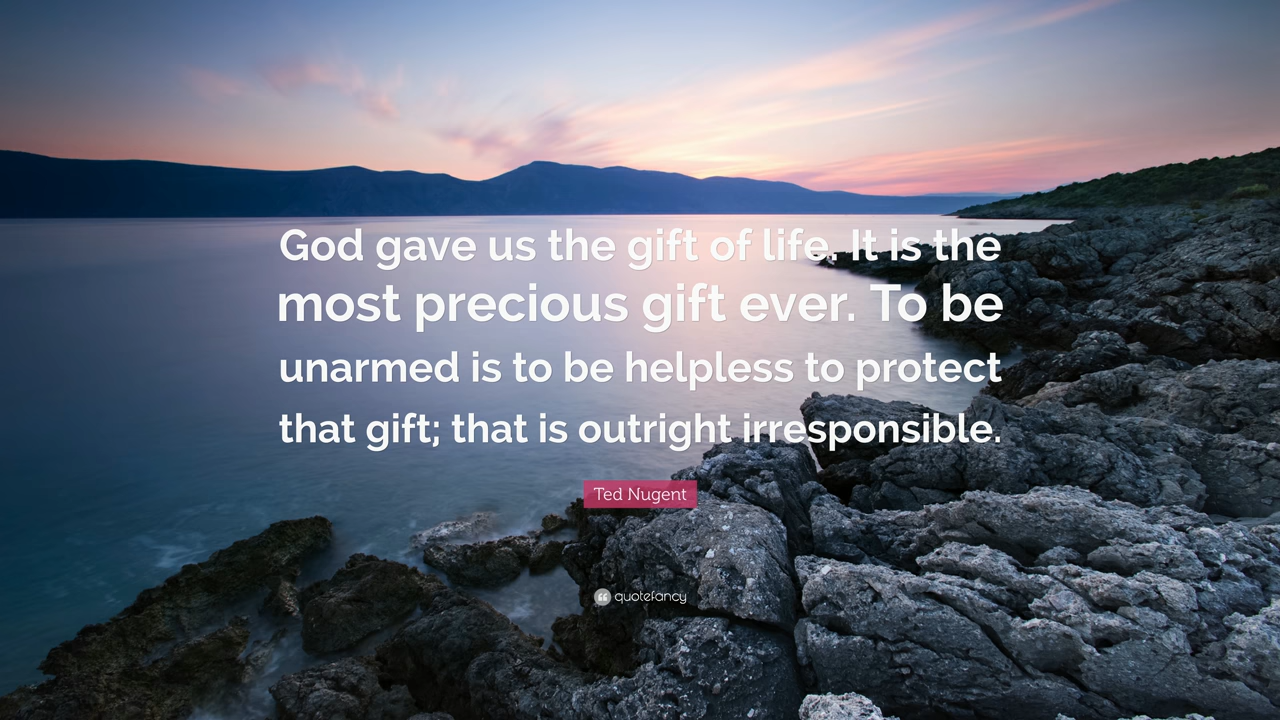 God gave us the gift of life. It is the
most precious gift ever. To be
unarmed is to be helpless to protect
that gift; that is outright irresponsible.
Ted Nugent
quotefancy